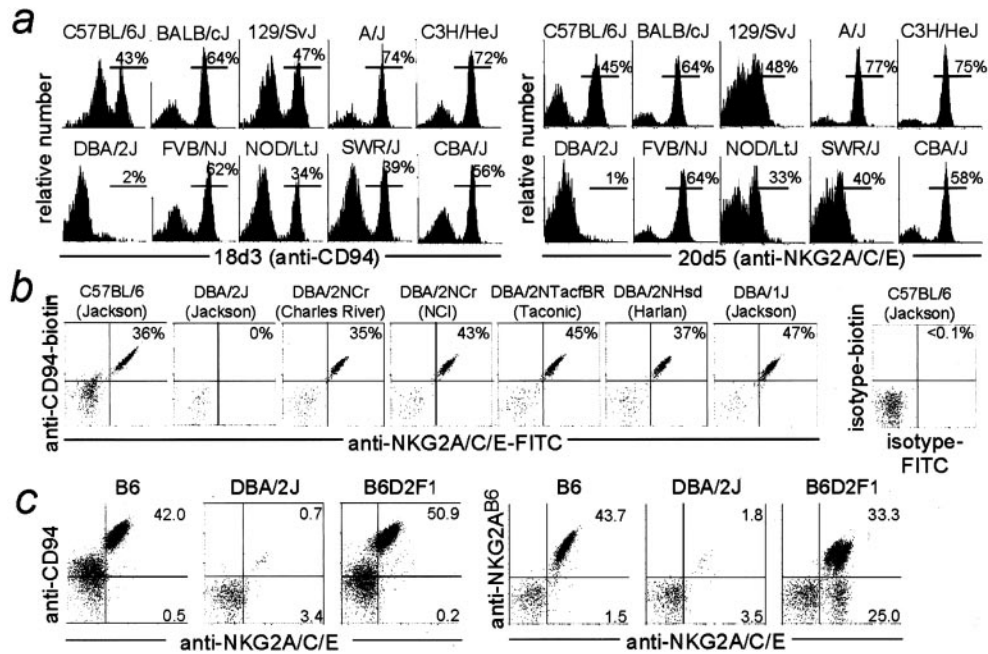 a
C57BL/6J BALB/cJ 129/SvJ A/J C3H/HeJ
43% 64% 47% 74% 72%
DBA/2J FVB/NJ NOD/LtJ SWR/J CBA/J
2% 62% 34% 39% 56%
relative number
18d3 (anti-CD94)
C57BL/6J BALB/cJ 129/SvJ A/J C3H/HeJ
45% 64% 48% 77% 75%
DBA/2J FVB/NJ NOD/LtJ SWR/J CBA/J
1% 64% 33% 40% 58%
relative number
20d5 (anti-NKG2A/C/E)
b
C57BL/6 DBA/2J DBA/2NCr DBA/2NCr DBA/2NTacfBR DBA/2NHsd DBA/1J
(Jackson) (Jackson) (Charles River) (NCI) (Taconic) (Harlan) (Jackson)
36% 0% 35% 43% 45% 37% 47%
anti-CD94-biotin
anti-NKG2A/C/E-FITC
C57BL/6
(Jackson)
<0.1%
isotype-biotin
isotype-
FITC
c
B6 DBA/2J B6D2F1
42.0 0.7 50.9
0.5 3.4 0.2
anti-CD94
anti-NKG2A/C/E
B6 DBA/2J B6D2F1
43.7 1.8 33.3
1.5 3.5 25.0
anti-NKG2AB6
anti-NKG2A/C/E